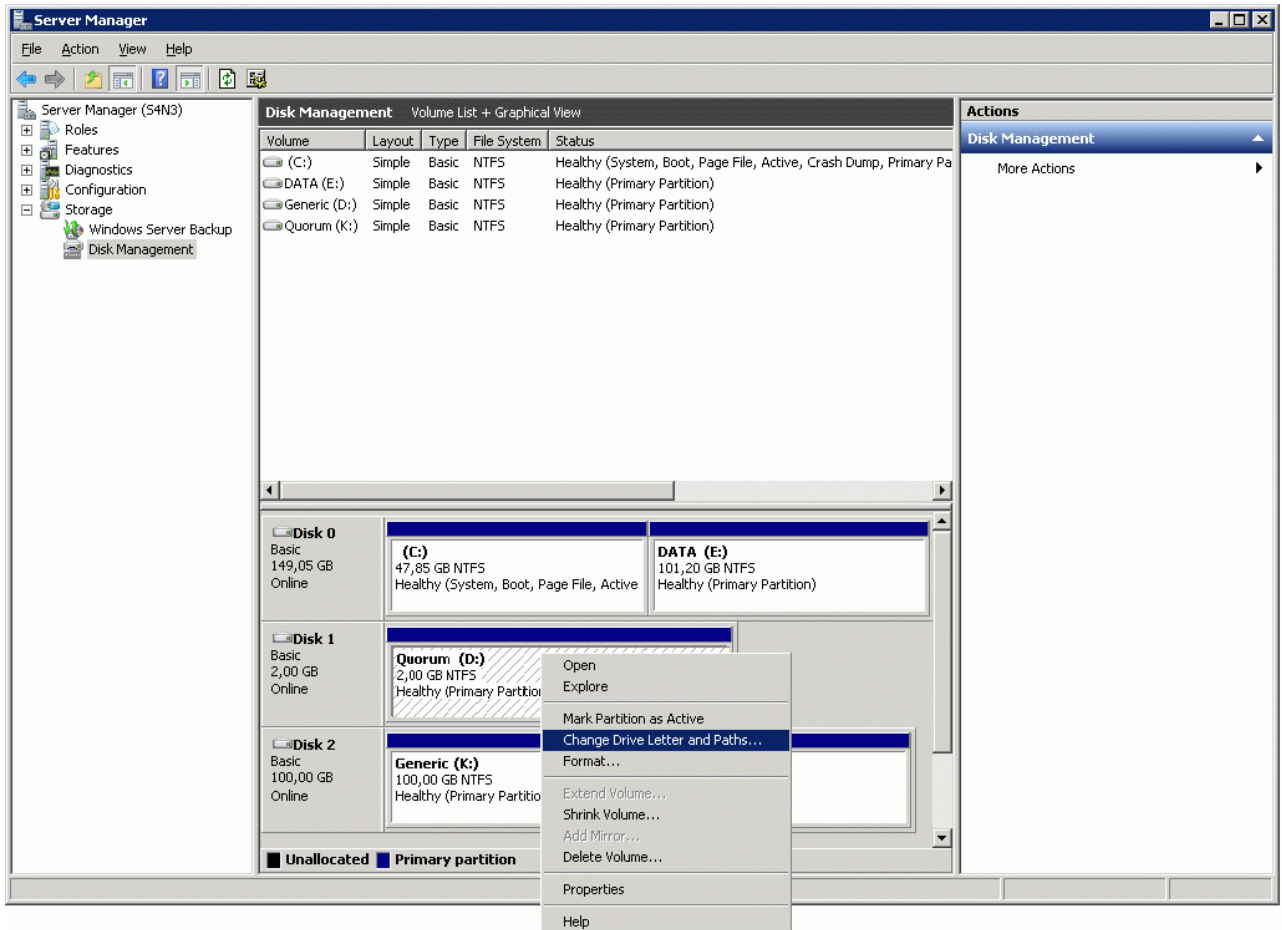 Server Manager
File Action View Help
Server Manager (S4N3)
Roles
Features
Diagnostics
Configuration
Storage
Windows Server Backup
Disk Management
Disk Management Volume List + Graphical View
Volume Layout Type File System Status
(C:) Simple Basic NTFS Healthy (System, Boot, Page File, Active, Crash Dump, Primary Pa
DATA (E:) Simple Basic NTFS Healthy (Primary Partition)
Generic (D:) Simple Basic NTFS Healthy (Primary Partition)
Quorum (K:) Simple Basic NTFS Healthy (Primary Partition)
Disk 0
Basic
149,05 GB
Online
(C:)
47,85 GB NTFS
Healthy (System, Boot, Page File, Active
DATA (E:)
101,20 GB NTFS
Healthy (Primary Partition)
Disk 1
Basic
2,00 GB
Online
Quorum (D:)
2,00 GB NTFS
Healthy (Primary Partition
Disk 2
Basic
100,00 GB
Online
Generic (K:)
100,00 GB NTFS
Healthy (Primary Partitio
Unallocated Primary partition
Open
Explore
Mark Partition as Active
Change Drive Letter and Paths...
Format...
Extend Volume...
Shrink Volume...
Add Mirror...
Delete Volume...
Properties
Help
Actions
Disk Management
More Actions